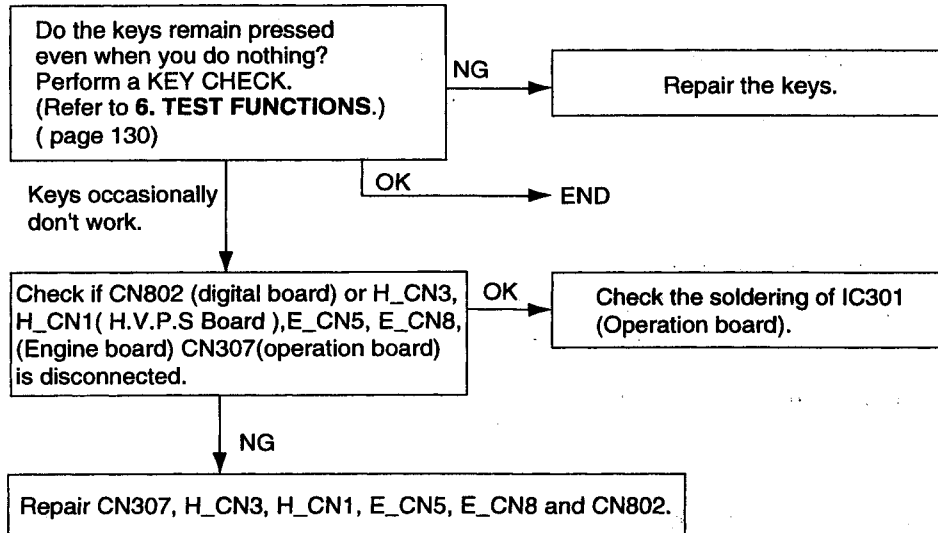 Do the keys remain pressed
even when you do nothing?
Perform a KEY CHECK.
(Refer to 6. TEST FUNCTIONS.)
( page 130)
NG
Repair the keys.
OK
END
Keys occasionally
don't work.
Check if CN802 (digital board) or H_CN3,
H_CN1( H.V.P.S Board ),E_CN5, E_CN8,
(Engine board) CN307(operation board)
is disconnected.
OK
Check the soldering of IC301
(Operation board).
NG
Repair CN307, H_CN3, H_CN1, E_CN5, E_CN8 and CN802.